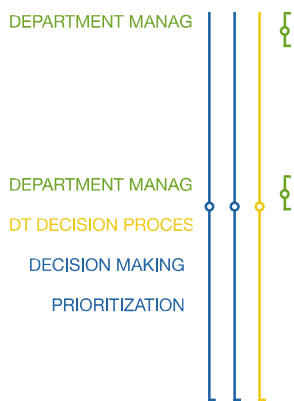 DEPARTMENT MANAG
DEPARTMENT MANAG
DT DECISION PROCES
DECISION MAKING
PRIORITIZATION